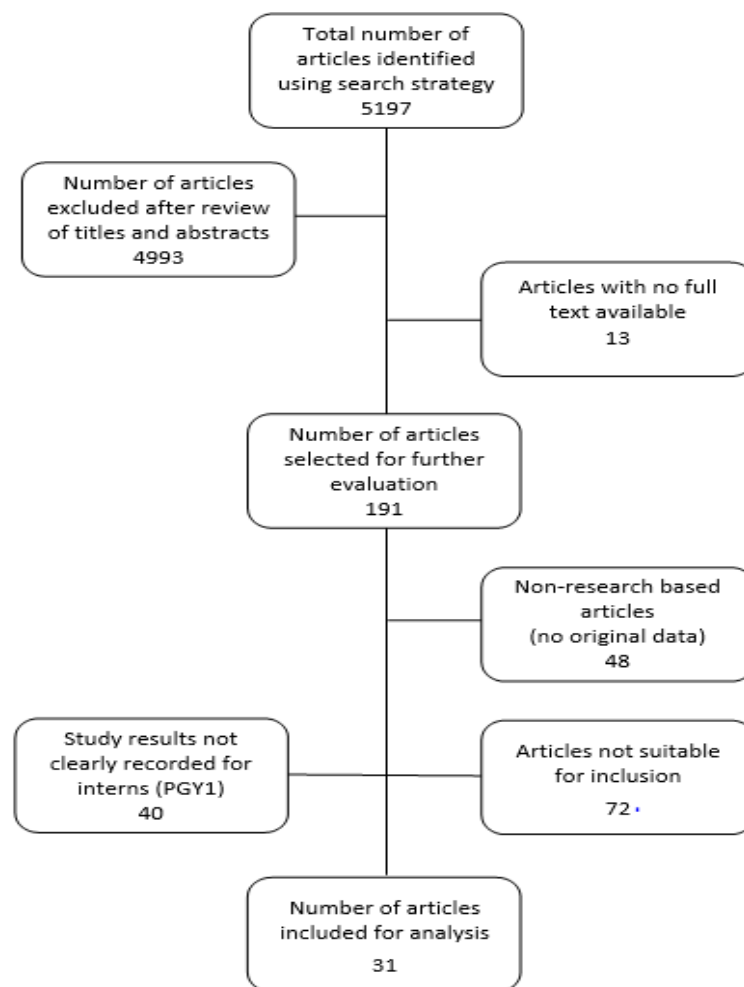 Total number of
articles identified
using search strategy
5197
Number of articles
excluded after review
of titles and abstracts
4993
Articles with no full
text available
13
Number of articles
selected for further
evaluation
191
Non-research based
articles
(no original data)
48
Study results not
clearly recorded for
interns (PGY1)
40
Articles not suitable
for inclusion
72
Number of articles
included for analysis
31